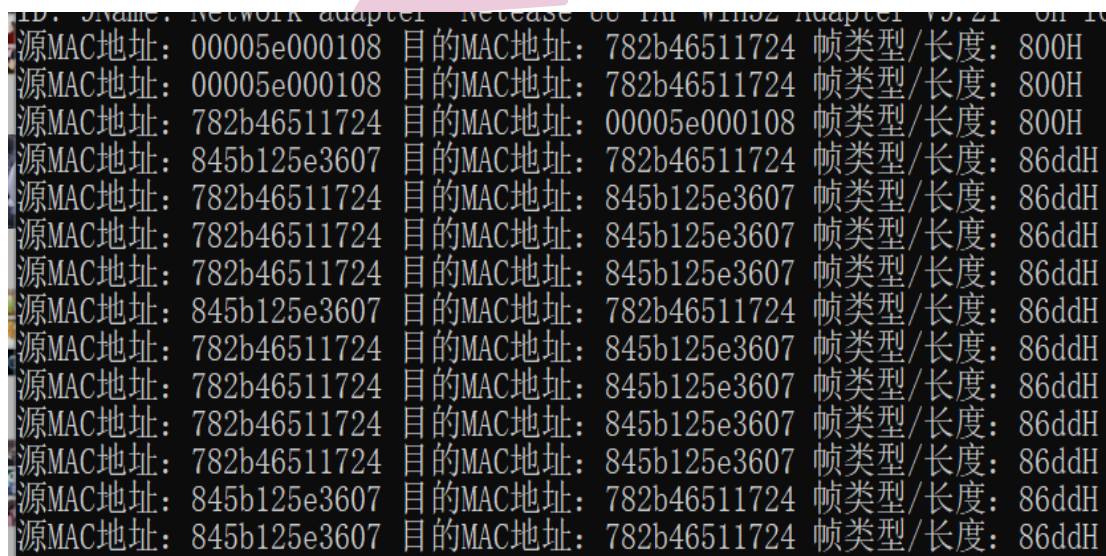 ID: 5Name: Network adapter 'Netease UU TAP Win32 Adapter V9.21' on
源MAC地址: 00005e000108 目的MAC地址: 782b46511724 帧类型/长度: 800H
源MAC地址: 00005e000108 目的MAC地址: 782b46511724 帧类型/长度: 800H
源MAC地址: 782b46511724 目的MAC地址: 00005e000108 帧类型/长度: 800H
源MAC地址: 845b125e3607 目的MAC地址: 782b46511724 帧类型/长度: 86ddH
源MAC地址: 782b46511724 目的MAC地址: 845b125e3607 帧类型/长度: 86ddH
源MAC地址: 782b46511724 目的MAC地址: 845b125e3607 帧类型/长度: 86ddH
源MAC地址: 782b46511724 目的MAC地址: 845b125e3607 帧类型/长度: 86ddH
源MAC地址: 845b125e3607 目的MAC地址: 782b46511724 帧类型/长度: 86ddH
源MAC地址: 782b46511724 目的MAC地址: 845b125e3607 帧类型/长度: 86ddH
源MAC地址: 782b46511724 目的MAC地址: 845b125e3607 帧类型/长度: 86ddH
源MAC地址: 782b46511724 目的MAC地址: 845b125e3607 帧类型/长度: 86ddH
源MAC地址: 782b46511724 目的MAC地址: 845b125e3607 帧类型/长度: 86ddH
源MAC地址: 845b125e3607 目的MAC地址: 782b46511724 帧类型/长度: 86ddH
源MAC地址: 845b125e3607 目的MAC地址: 782b46511724 帧类型/长度: 86ddH